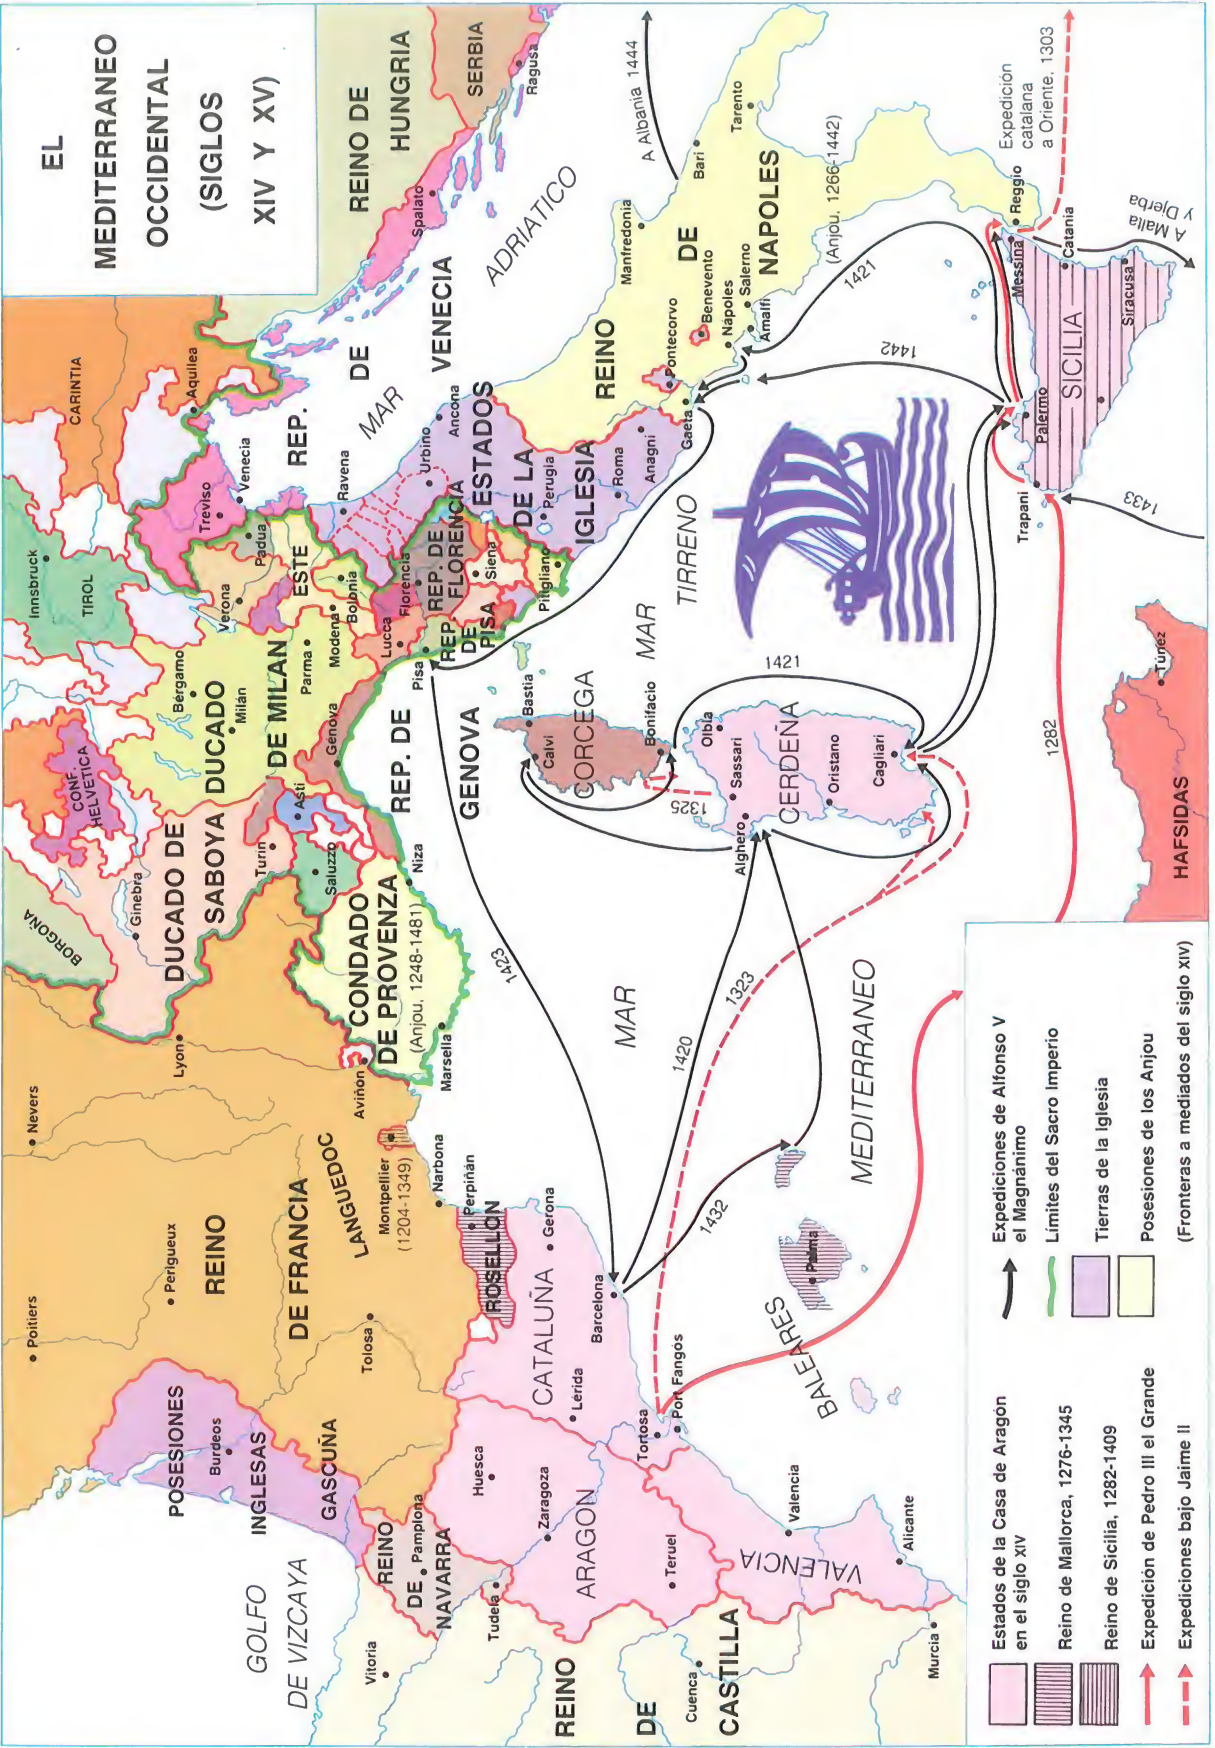 EL
MEDITERRANEO
OCCIDENTAL
(SIGLOS
XIV Y XV)
GOLFO
DE VIZCAYA
POSESIONES
INGLESAS
Burdeos
GASCUÑA
Poitiers
Nevers
Perigueux
REINO
DE FRANCIA
LANGUEDOC
Tolosa
Montpellier
(1204-1349)
Narbona
Lyon
Aviñón
BORGOÑA
Ginebra
DUCADO DE
SABOYA
CONF.
HELVETICA
Turín
Saluzzo
Asti
CONDADO
DE PROVENZA
(Anjou, 1248-1481)
Marsella
Niza
Innsbruck
TIROL
CARINTIA
Aquilea
Bérgamo
Milán
DUCADO
DE MILAN
Parma
Modena
Génova
Verona
Padua
Treviso
Venecia
ESTE
Bolonia
Ravena
Lucca
Florencia
REP. DE
FLORENCIA
Pisa
REP.
DE
PISA
Siena
Pitigliano
Urbino
Ancona
ESTADOS
DE LA
IGLESIA
Perugia
Roma
Anagni
REP.
DE
VENECIA
MAR
ADRIATICO
REINO DE
HUNGRIA
SERBIA
Spalato
Ragusa
REP. DE
GENOVA
REINO
DE
NAPOLES
(Anjou, 1266-1442)
Manfredonia
Bari
Tarento
Pontecorvo
Benevento
Gaeta
Nápoles
Salerno
Amalfi
Reggio
A Albania 1444
Expedición
catalana
a Oriente, 1303
A Malta
y Djerba
SICILIA
Messina
Catania
Siracusa
Palermo
Trapani
1421
1442
1433
MAR
TIRRENO
CORCEGA
Bastia
Calvi
Bonifacio
CERDEÑA
Olbia
Sassari
Alghero
Oristano
Cagliari
1325
1421
1282
Túnez
HAFSIDAS
MAR
MEDITERRANEO
1423
1420
1323
1432
REINO
DE
NAVARRA
Pamplona
Tudela
Vitoria
REINO
DE
CASTILLA
Cuenca
Murcia
ARAGON
Huesca
Zaragoza
Teruel
CATALUÑA
Lérida
Gerona
Barcelona
Tortosa
Port Fangós
ROSELLON
Perpiñán
VALENCIA
Valencia
Alicante
BALEARES
Palma
Estados de la Casa de Aragón
en el siglo XIV
Reino de Mallorca, 1276-1345
Reino de Sicilia, 1282-1409
Expedición de Pedro III el Grande
Expediciones bajo Jaime II
Expediciones de Alfonso V
el Magnánimo
Límites del Sacro Imperio
Tierras de la Iglesia
Posesiones de los Anjou
(Fronteras a mediados del siglo XIV)